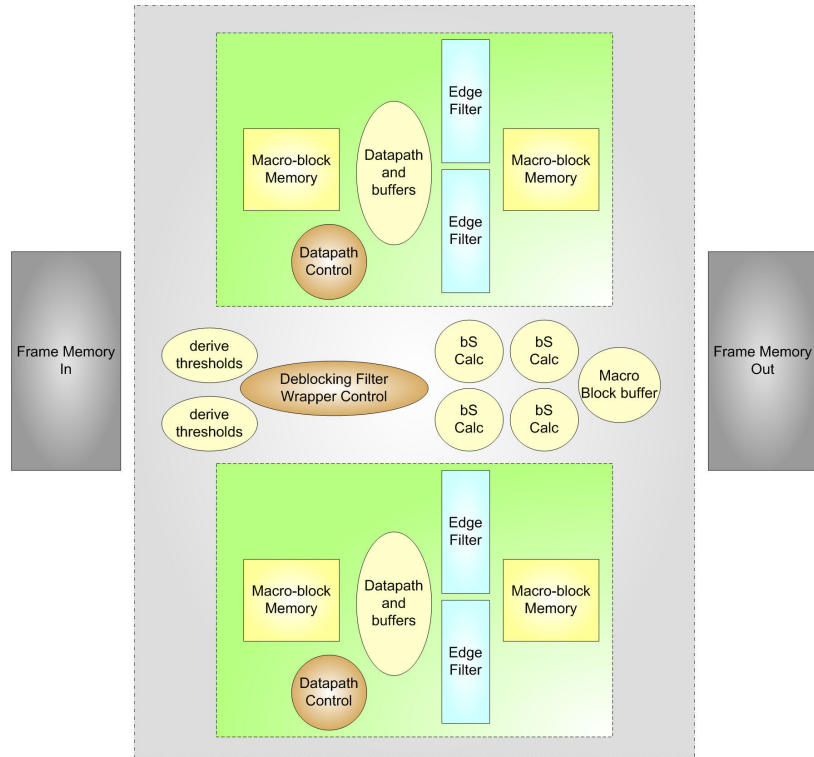 Edge
Filter
Macro-block
Memory
Datapath
and
buffers
Macro-block
Memory
Edge
Filter
Datapath
Control
Frame Memory
In
derive
thresholds
Deblocking Filter
Wrapper Control
bS
Calc
bS
Calc
Macro
Block buffer
Frame Memory
Out
derive
thresholds
bS
Calc
bS
Calc
Edge
Filter
Macro-block
Memory
Datapath
and
buffers
Macro-block
Memory
Edge
Filter
Datapath
Control